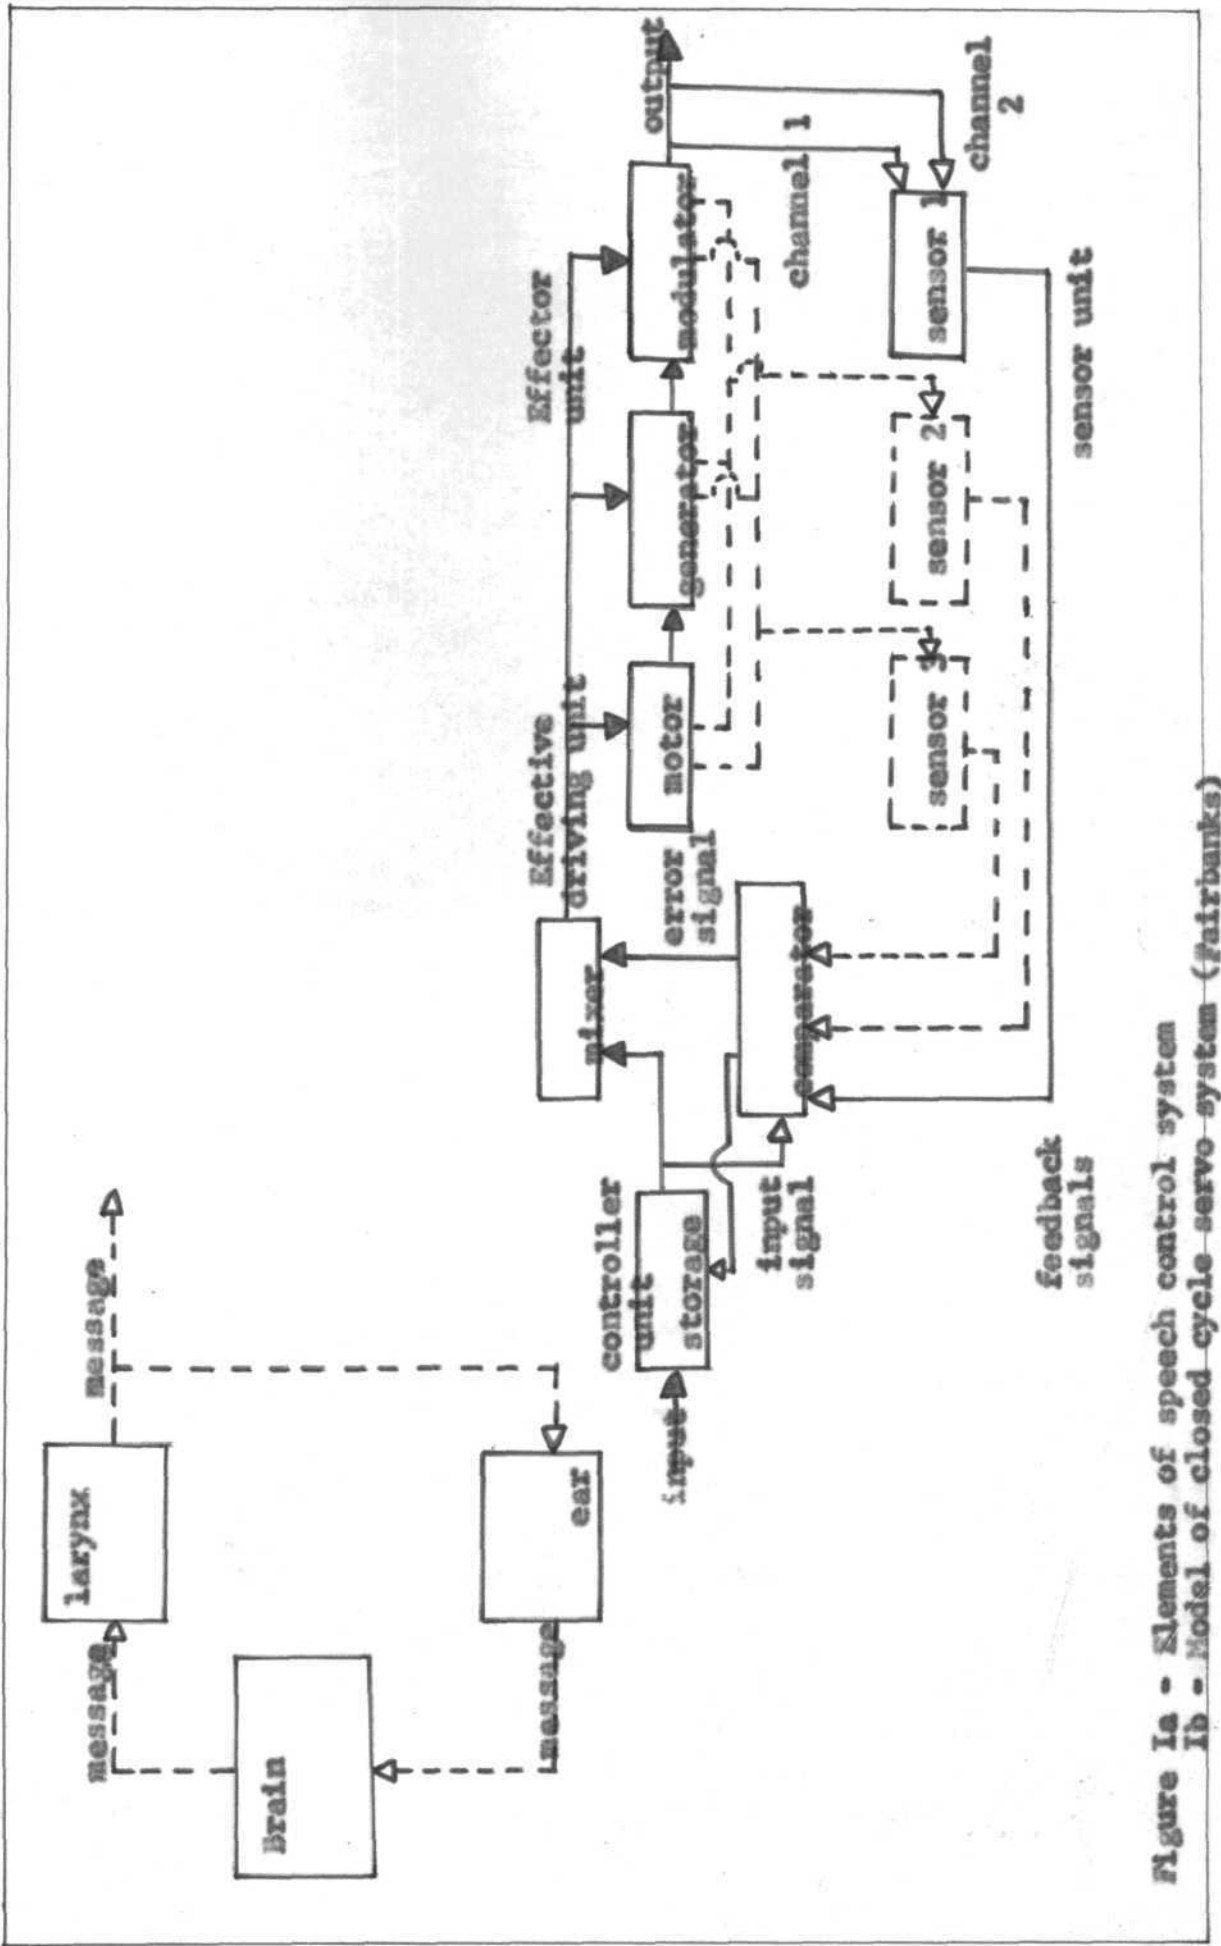 message
larynx
message
Brain
message
ear
input
controller
unit
storage
input
signal
feedback
signals
mixer
comparator
error
signal
Effective
driving unit
motor
generator
Effector
unit
modulator
output
channel 1
channel
2
sensor 1
sensor 2
sensor 3
sensor unit
Figure Ia - Elements of speech control system
Ib - Model of closed cycle servo system (Fairbanks)